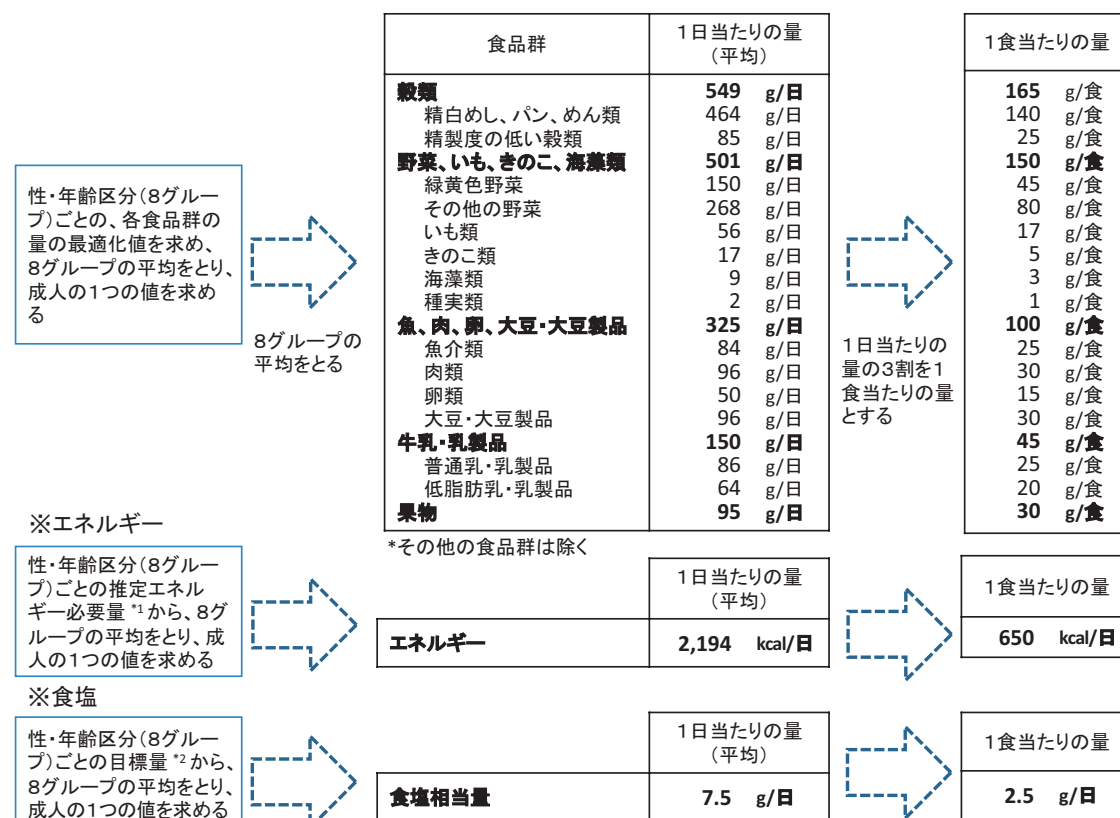 食品群 1日当たりの量 1食当たりの量
(平均)
穀類 549 g/日 165 g/食
精白めし、パン、めん類 464 g/日 140 g/食
精製度の低い穀類 85 g/日 25 g/食
野菜、いも、きのこ、海藻類 501 g/日 150 g/食
緑黄色野菜 150 g/日 45 g/食
その他の野菜 268 g/日 80 g/食
いも類 56 g/日 17 g/食
きのこ類 17 g/日 5 g/食
海藻類 9 g/日 3 g/食
種実類 2 g/日 1 g/食
魚、肉、卵、大豆・大豆製品 325 g/日 100 g/食
魚介類 84 g/日 25 g/食
肉類 96 g/日 30 g/食
卵類 50 g/日 15 g/食
大豆・大豆製品 96 g/日 30 g/食
牛乳・乳製品 150 g/日 45 g/食
普通乳・乳製品 86 g/日 25 g/食
低脂肪乳・乳製品 64 g/日 20 g/食
果物 95 g/日 30 g/食
*その他の食品群は除く
性・年齢区分(8グルー
プ)ごとの、各食品群の
量の最適化値を求め、
8グループの平均をとり、
成人の1つの値を求め
る
8グループの
平均をとる
1日当たりの
量の3割を1
食当たりの量
とする
※エネルギー
性・年齢区分(8グルー
プ)ごとの推定エネル
ギー必要量 *1 から、8グ
ループの平均をとり、成
人の1つの値を求める
1日当たりの量
(平均)
1食当たりの量
エネルギー 2,194 kcal/日 650 kcal/日
※食塩
性・年齢区分(8グルー
プ)ごとの目標量 *2 から、
8グループの平均をとり、
成人の1つの値を求める
1日当たりの量
(平均)
1食当たりの量
食塩相当量 7.5 g/日 2.5 g/日